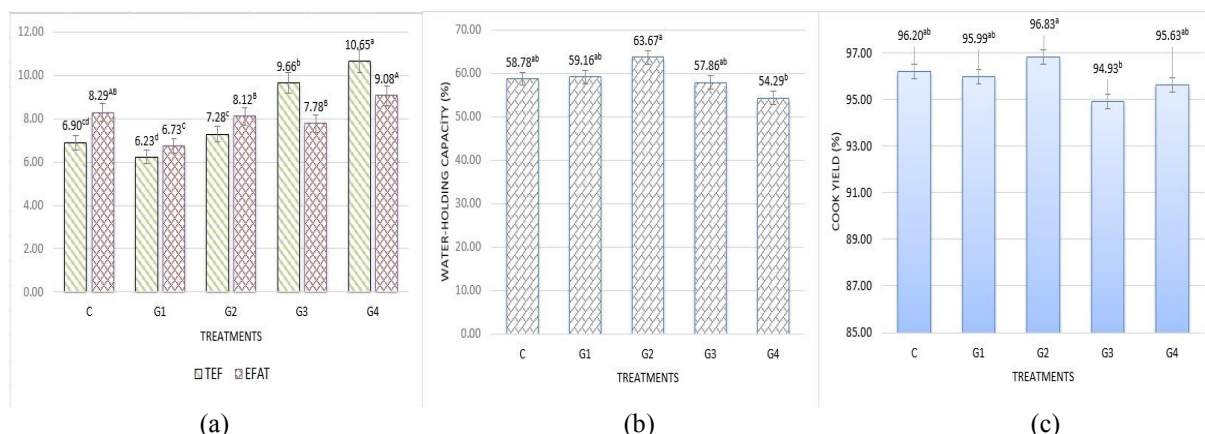 12.00
10.00
8.00
6.00
4.00
2.00
0.00
6.90cd
8.29AB
6.23d
6.73c
7.28c
8.12B
9.66b
7.78B
10.65a
9.08A
C G1 G2 G3 G4
TREATMENTS
TEF EFAT
(a)
WATER-HOLDING CAPACİTY (%)
70.00
60.00
50.00
40.00
30.00
20.00
10.00
0.00
58.78ab
59.16ab
63.67a
57.86ab
54.29b
C G1 G2 G3 G4
TREATMENTS
(b)
COOK YIELD (%)
97.00
95.00
93.00
91.00
89.00
87.00
85.00
96.20ab
95.99ab
96.83a
94.93b
95.63ab
C G1 G2 G3 G4
TREATMENTS
(c)